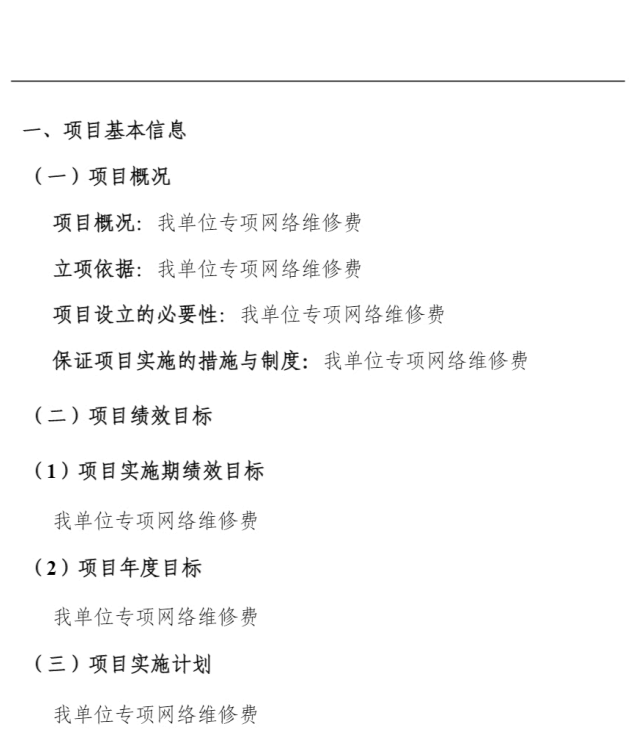 一、项目基本信息
（一）项目概况
项目概况：我单位专项网络维修费
立项依据：我单位专项网络维修费
项目设立的必要性：我单位专项网络维修费
保证项目实施的措施与制度：我单位专项网络维修费
（二）项目绩效目标
（1）项目实施期绩效目标
我单位专项网络维修费
（2）项目年度目标
我单位专项网络维修费
（三）项目实施计划
我单位专项网络维修费